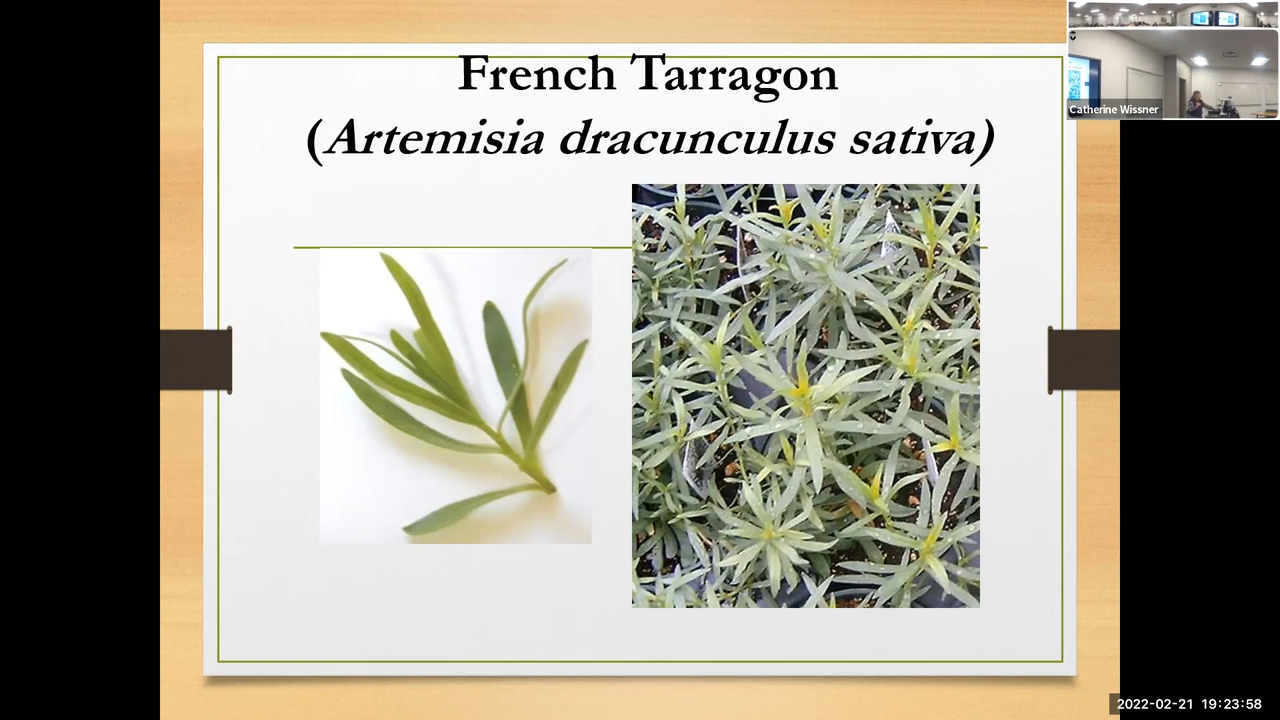 French Tarragon
(Artemisia dracunculus sativa)
Catherine Wissner
2022-02-21 19:23:58